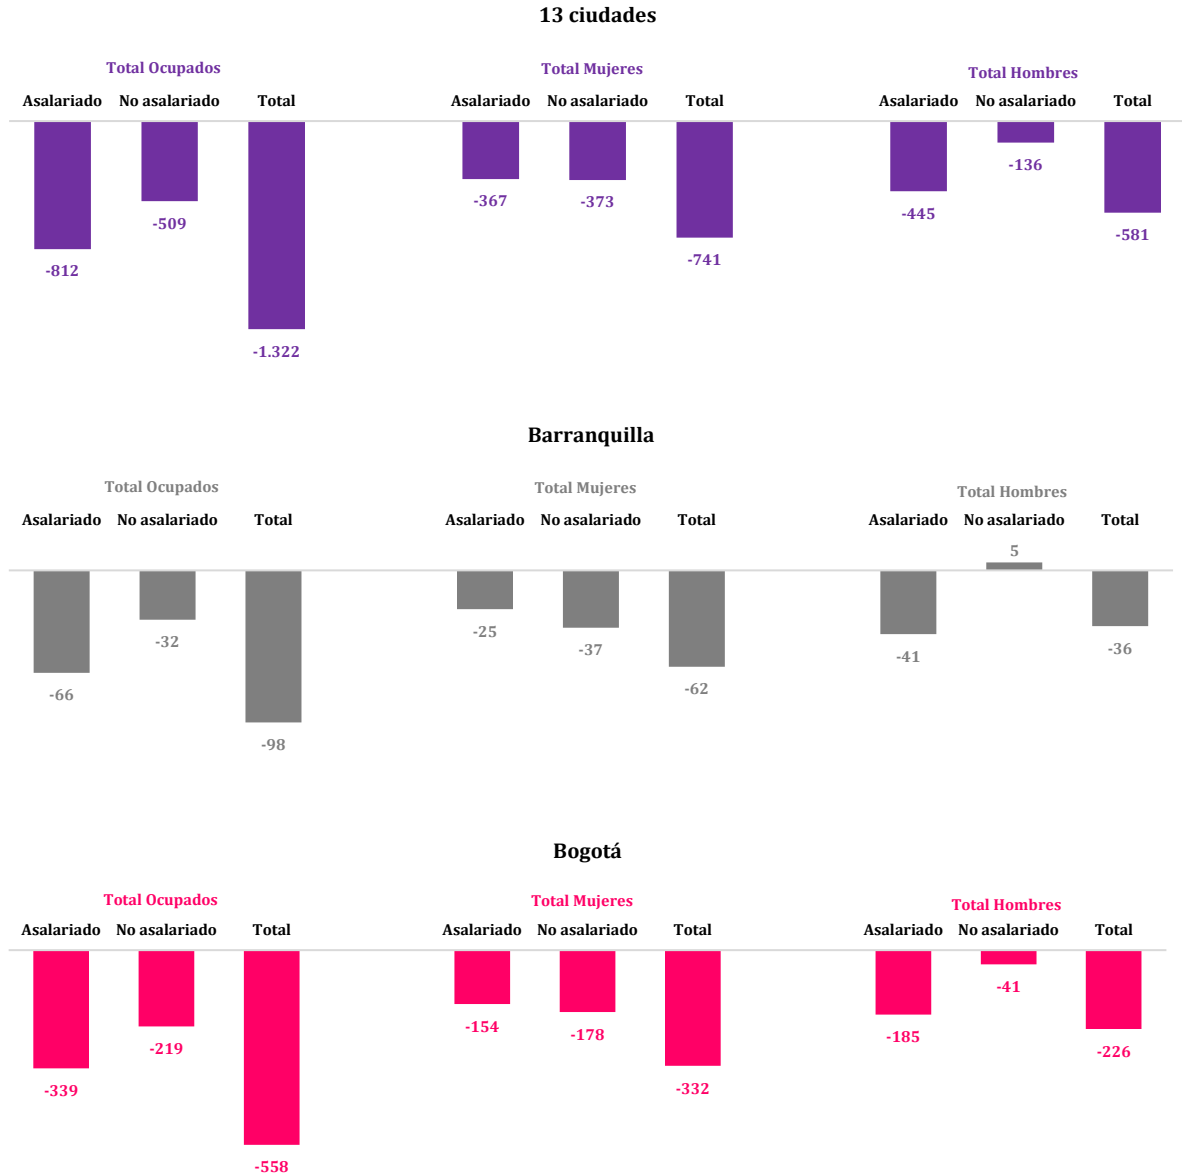 13 ciudades
Total Ocupados
Total Mujeres
Total Hombres
Asalariado No asalariado Total
Asalariado No asalariado Total
Asalariado No asalariado Total
-812 -509 -1.322
-367 -373 -741
-445 -136 -581
Barranquilla
Total Ocupados
Total Mujeres
Total Hombres
Asalariado No asalariado Total
Asalariado No asalariado Total
Asalariado No asalariado Total
-66 -32 -98
-25 -37 -62
-41 5 -36
Bogotá
Total Ocupados
Total Mujeres
Total Hombres
Asalariado No asalariado Total
Asalariado No asalariado Total
Asalariado No asalariado Total
-339 -219 -558
-154 -178 -332
-185 -41 -226